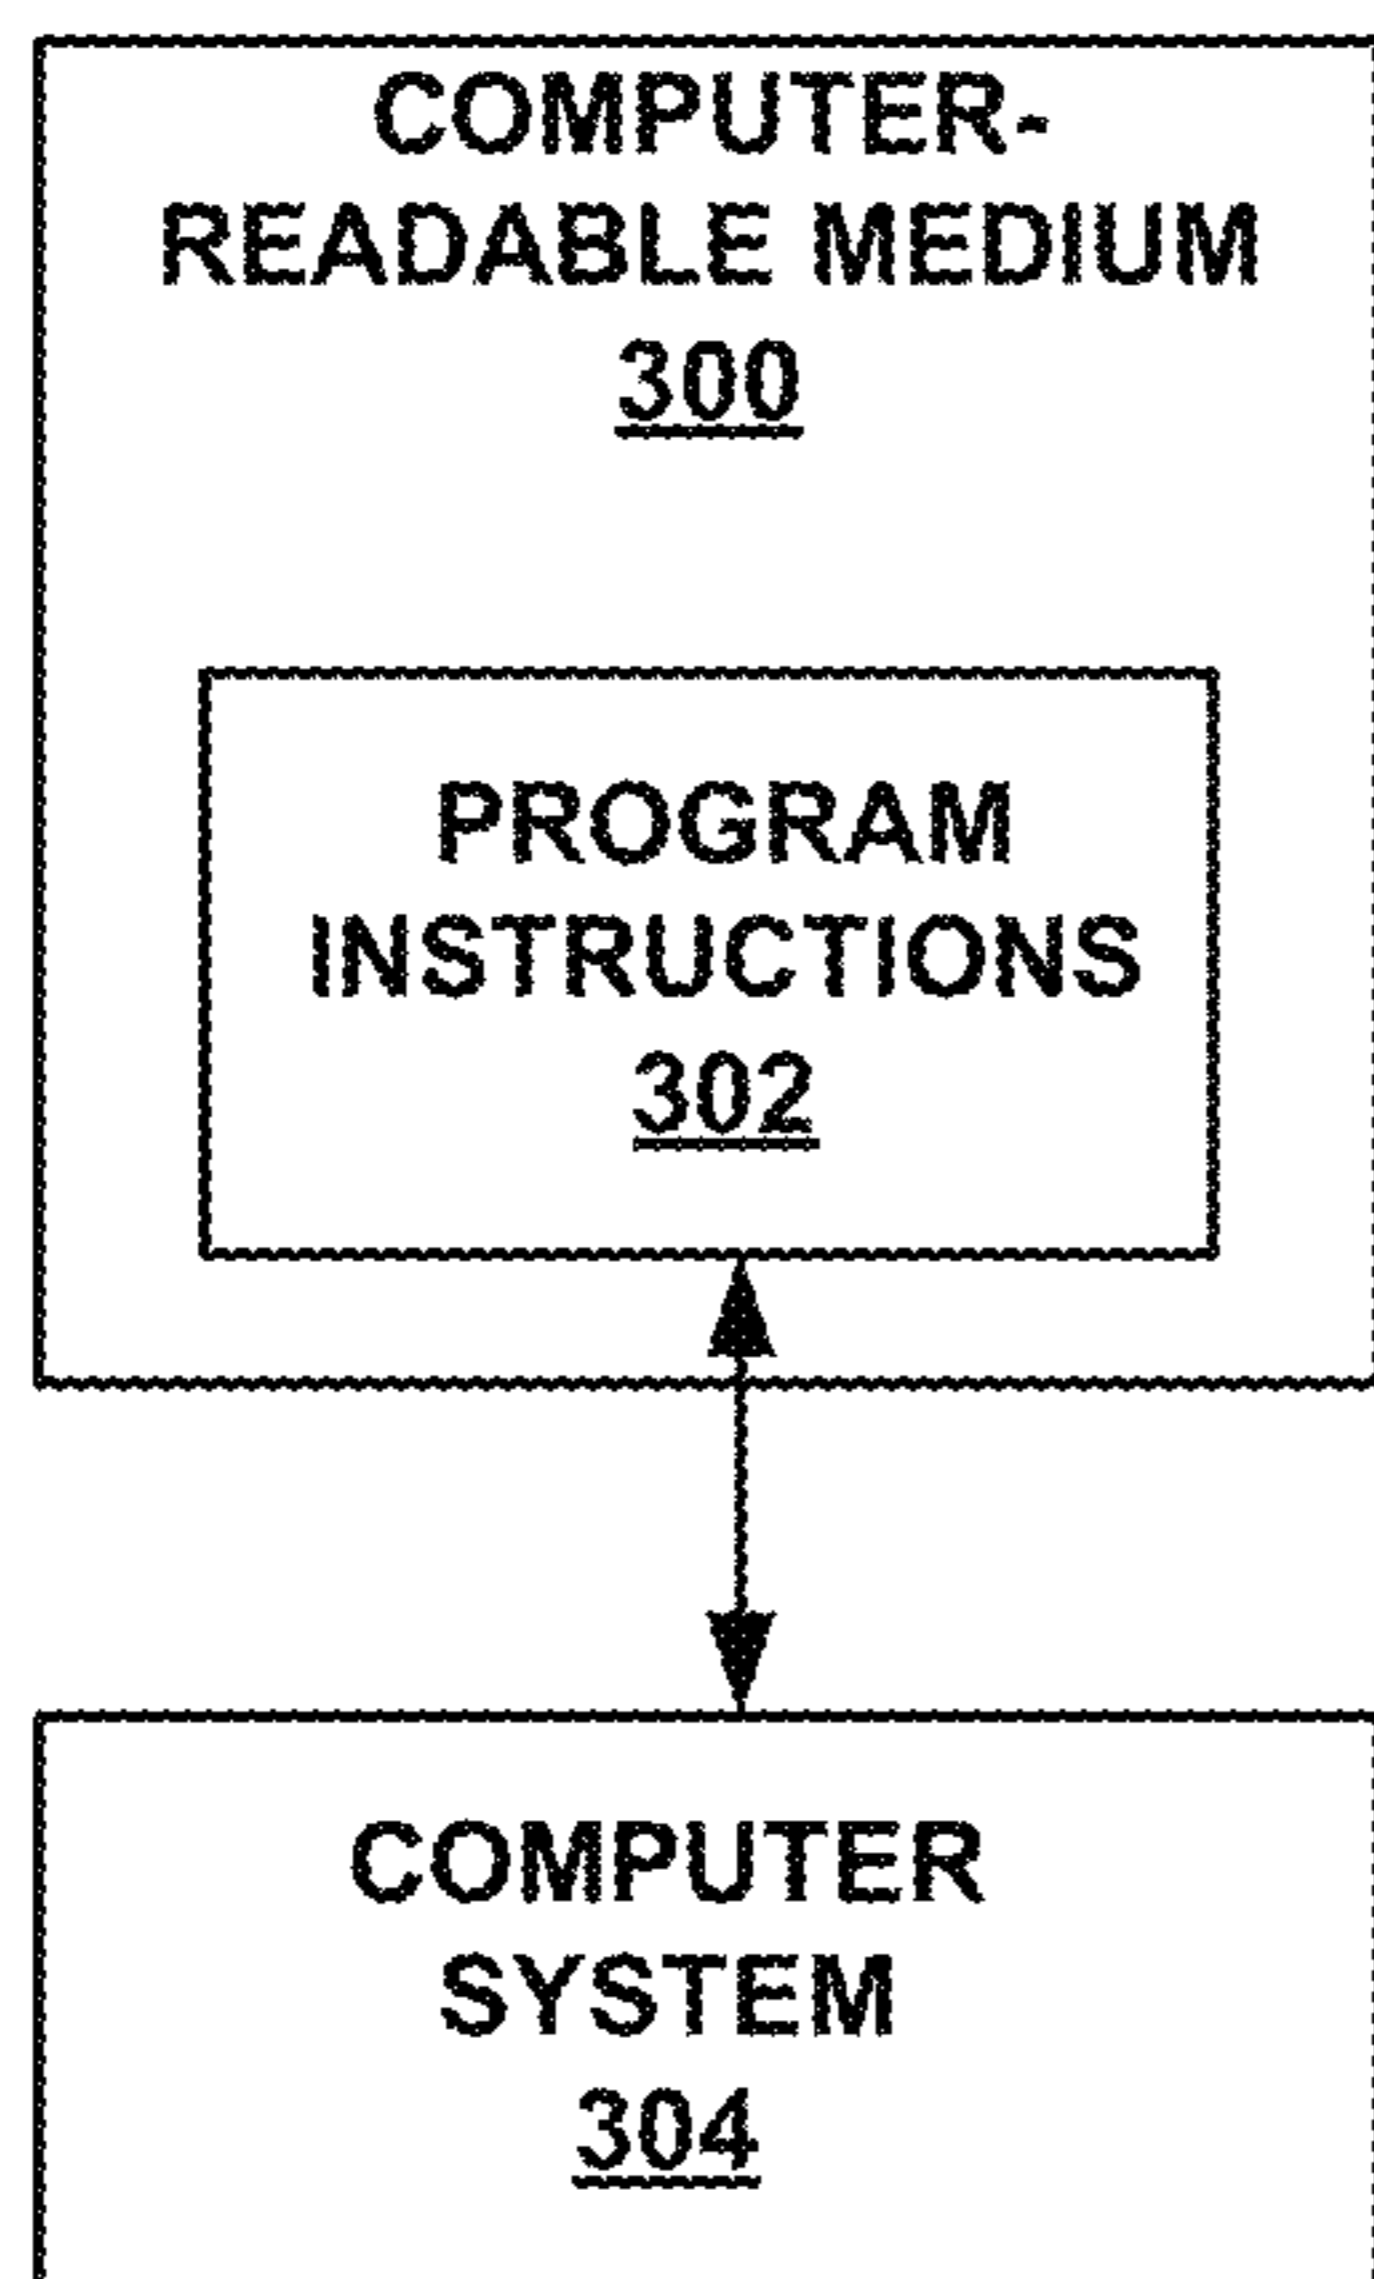 COMPUTER-
READABLE MEDIUM
300
PROGRAM
INSTRUCTIONS
302
COMPUTER
SYSTEM
304